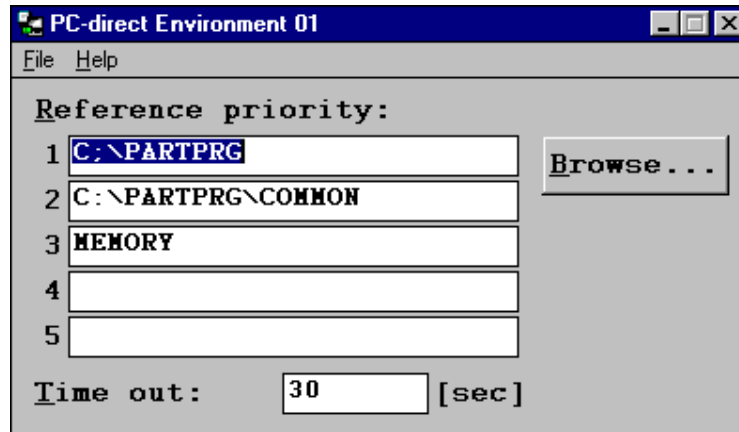 PC-direct Environment 01
File Help
Reference priority:
1 C;\PARTPRG
Browse...
2 C:\PARTPRG\COMMON
3 MEMORY
4
5
Time out: 30 [sec]